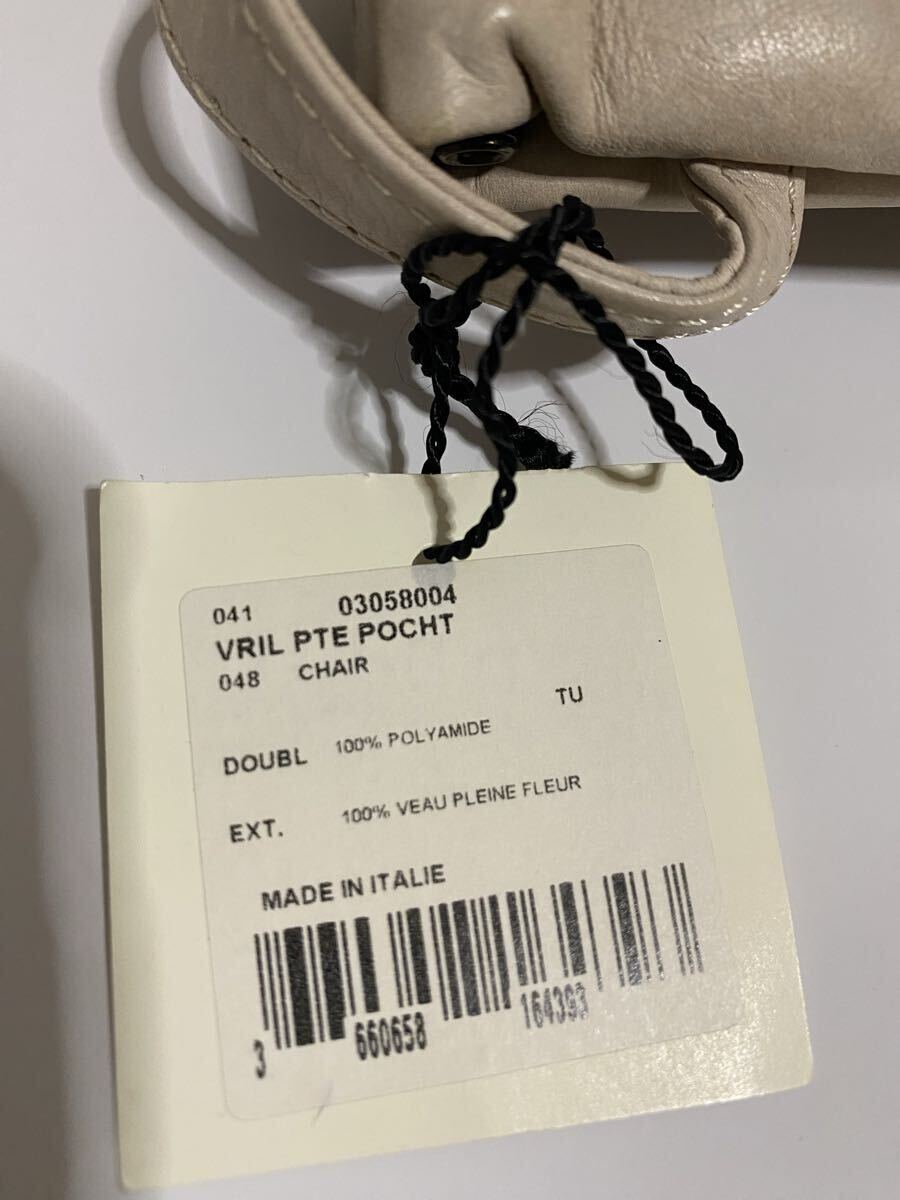 041 03058004
VRIL PTE POCHT
048 CHAIR
TU
DOUBL 100% POLYAMIDE
EXT. 100% VEAU PLEINE FLEUR
MADE IN ITALIE
3 660658 164393